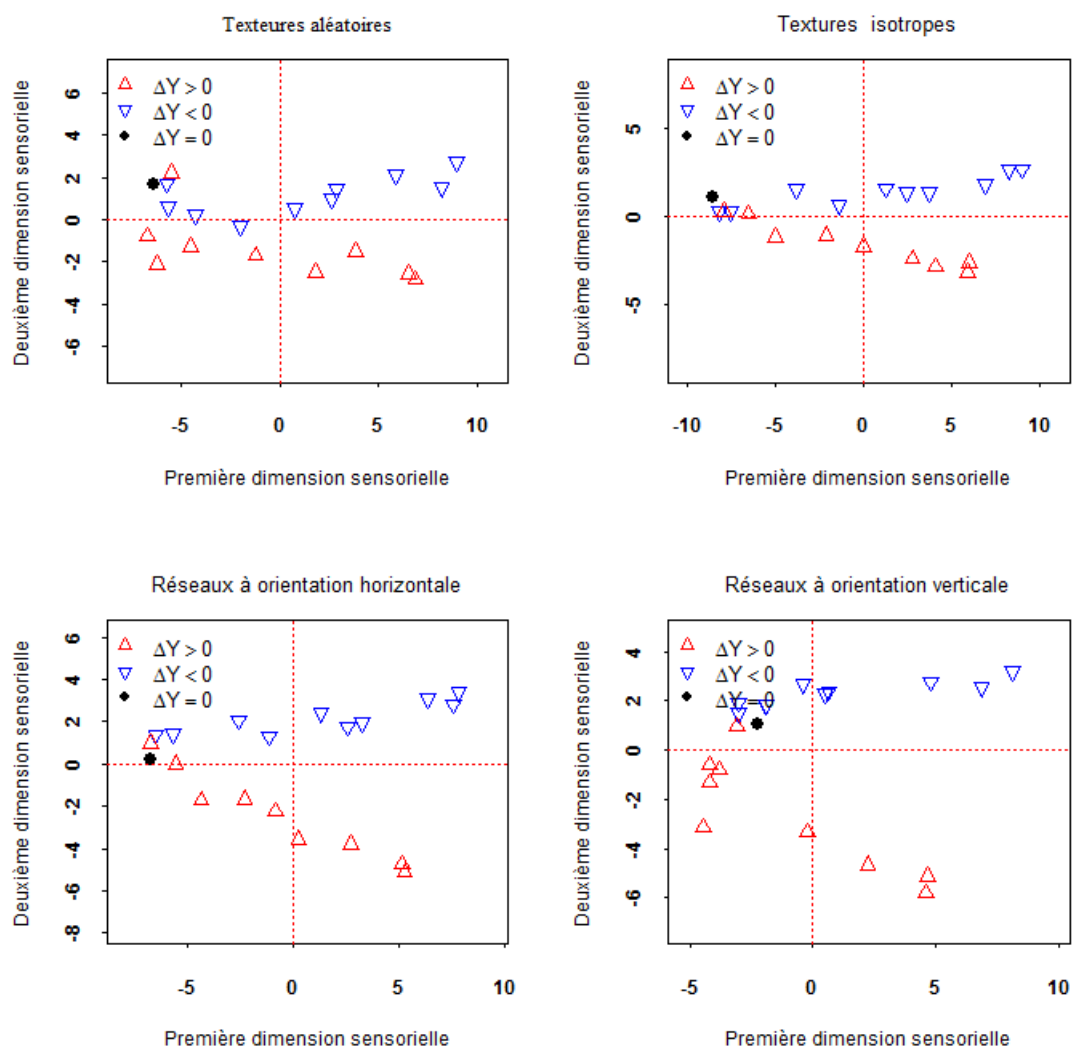 Texteures aléatoires
ΔY > 0
ΔY < 0
ΔY = 0
6
4
2
0
-2
-4
-6
Deuxième dimension sensorielle
-5
0
5
10
Première dimension sensorielle
Textures isotropes
ΔY > 0
ΔY < 0
ΔY = 0
5
0
-5
Deuxième dimension sensorielle
-10
-5
0
5
10
Première dimension sensorielle
Réseaux à orientation horizontale
ΔY > 0
ΔY < 0
ΔY = 0
6
4
2
0
-2
-4
-6
-8
Deuxième dimension sensorielle
-5
0
5
10
Première dimension sensorielle
Réseaux à orientation verticale
ΔY > 0
ΔY < 0
ΔY = 0
4
2
0
-2
-4
-6
Deuxième dimension sensorielle
-5
0
5
10
Première dimension sensorielle